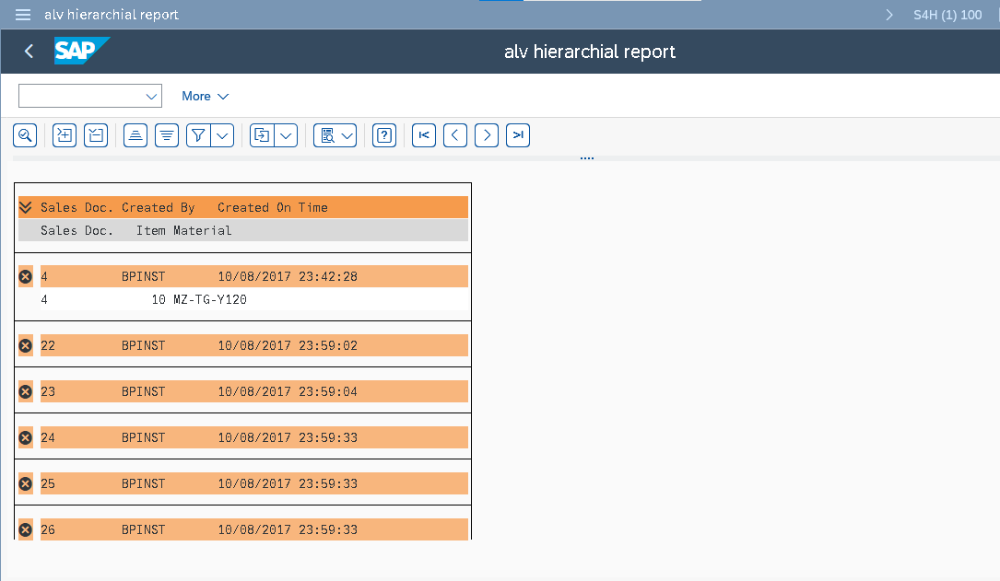 alv hierarchial report
S4H (1) 100
SAP alv hierarchial report
More
Sales Doc. Created By Created On Time
Sales Doc. Item Material
4 BPINST 10/08/2017 23:42:28
4 10 MZ-TG-Y120
22 BPINST 10/08/2017 23:59:02
23 BPINST 10/08/2017 23:59:04
24 BPINST 10/08/2017 23:59:33
25 BPINST 10/08/2017 23:59:33
26 BPINST 10/08/2017 23:59:33